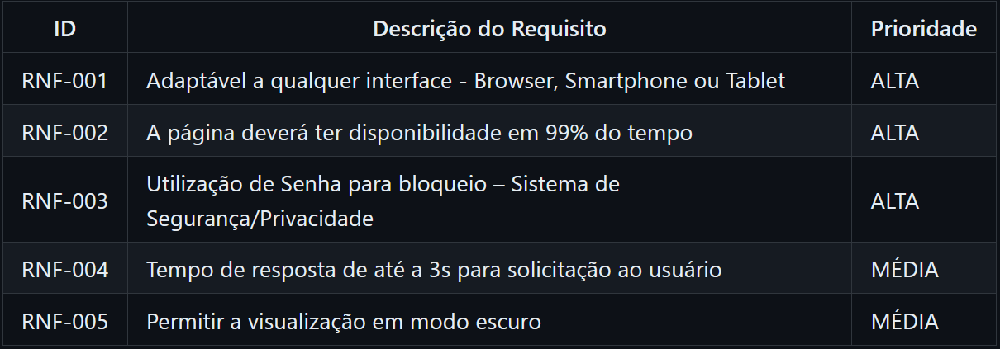 ID Descrição do Requisito Prioridade
RNF-001 Adaptável a qualquer interface - Browser, Smartphone ou Tablet ALTA
RNF-002 A página deverá ter disponibilidade em 99% do tempo ALTA
RNF-003 Utilização de Senha para bloqueio – Sistema de
Segurança/Privacidade ALTA
RNF-004 Tempo de resposta de até a 3s para solicitação ao usuário MÉDIA
RNF-005 Permitir a visualização em modo escuro MÉDIA